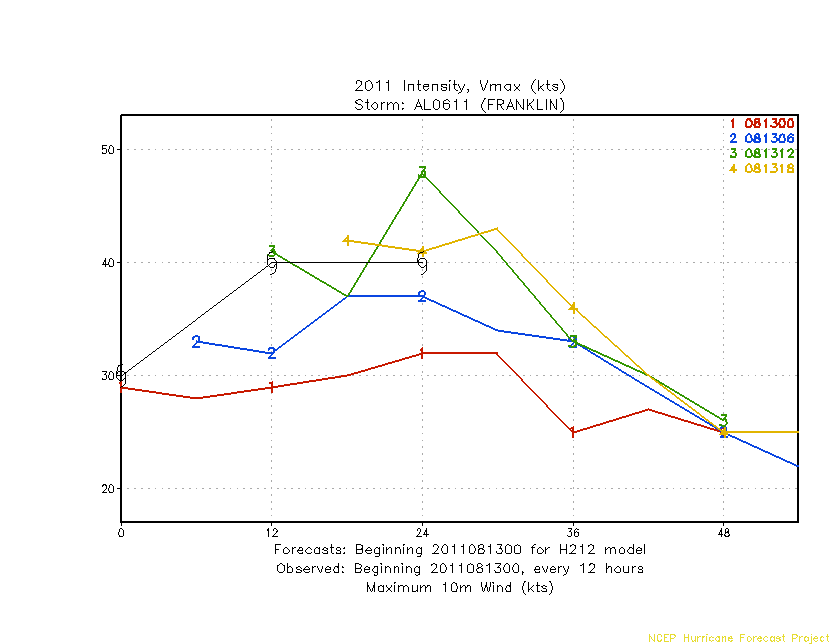 2011 Intensity, Vmax (kts)
Storm: AL0611 (FRANKLIN)
1 081300
2 081306
3 081312
4 081318
50
40
30
20
0 12 24 36 48
Forecasts: Beginning 2011081300 for H212 model
Observed: Beginning 2011081300, every 12 hours
Maximum 10m Wind (kts)
NCEP Hurricane Forecast Project